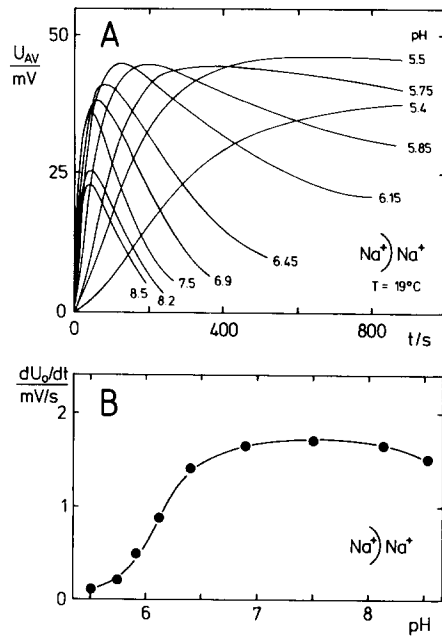 A
U_AV
mV
50
25
0
0
400
800
t/s
pH
5.5
5.75
5.4
5.85
6.15
6.45
6.9
7.5
8.2
8.5
Na⁺) Na⁺
T = 19°C
B
dU₀/dt
mV/s
2
1
0
6
7
8
pH
Na⁺) Na⁺